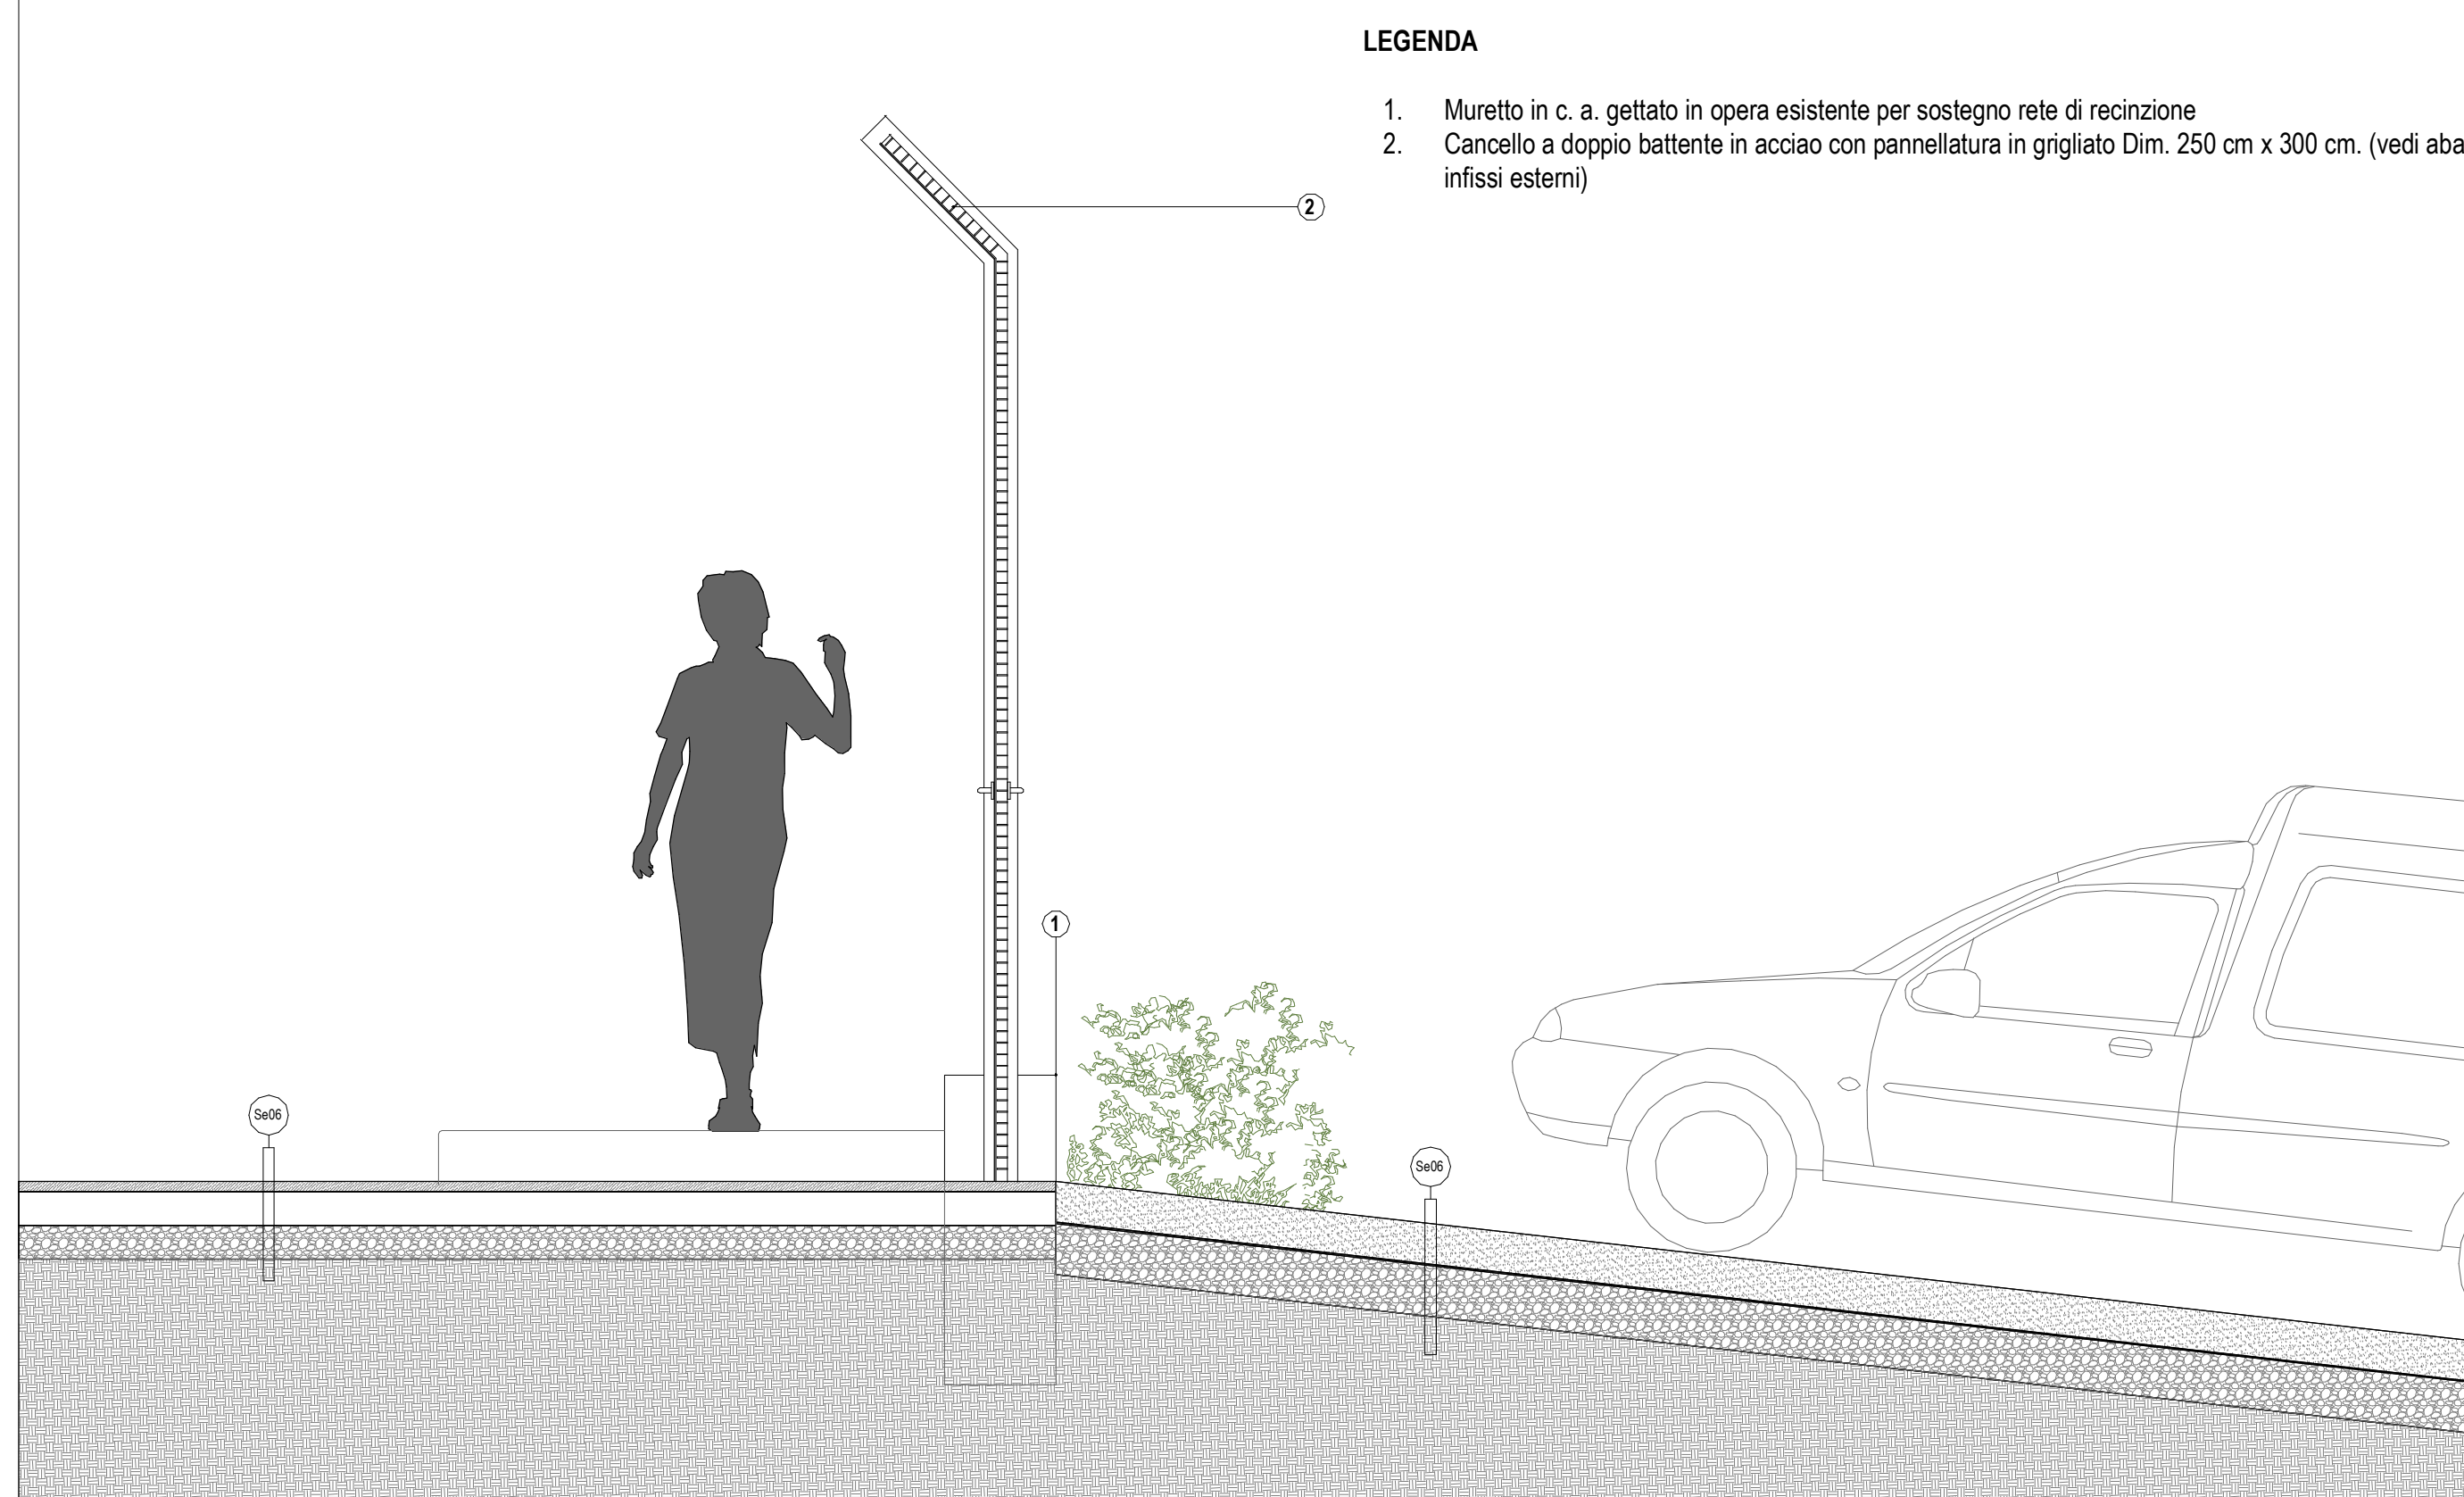 LEGENDA
1. Muretto in c. a. gettato in opera esistente per sostegno rete di recinzione
2. Cancello a doppio battente in acciao con pannellatura in grigliato Dim. 250 cm x 300 cm. (vedi aba
infissi esterni)
2
1
Se06
Se06